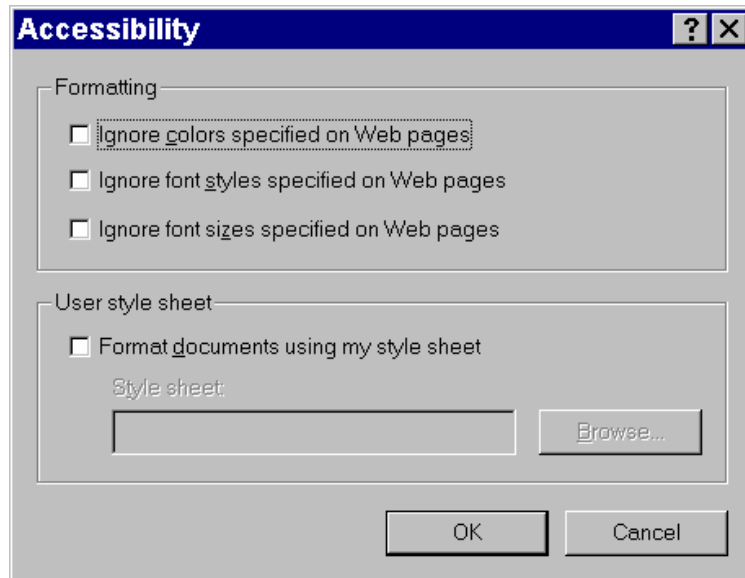 Accessibility
Formatting
Ignore colors specified on Web pages
Ignore font styles specified on Web pages
Ignore font sizes specified on Web pages
User style sheet
Format documents using my style sheet
Style sheet:
Browse...
OK Cancel